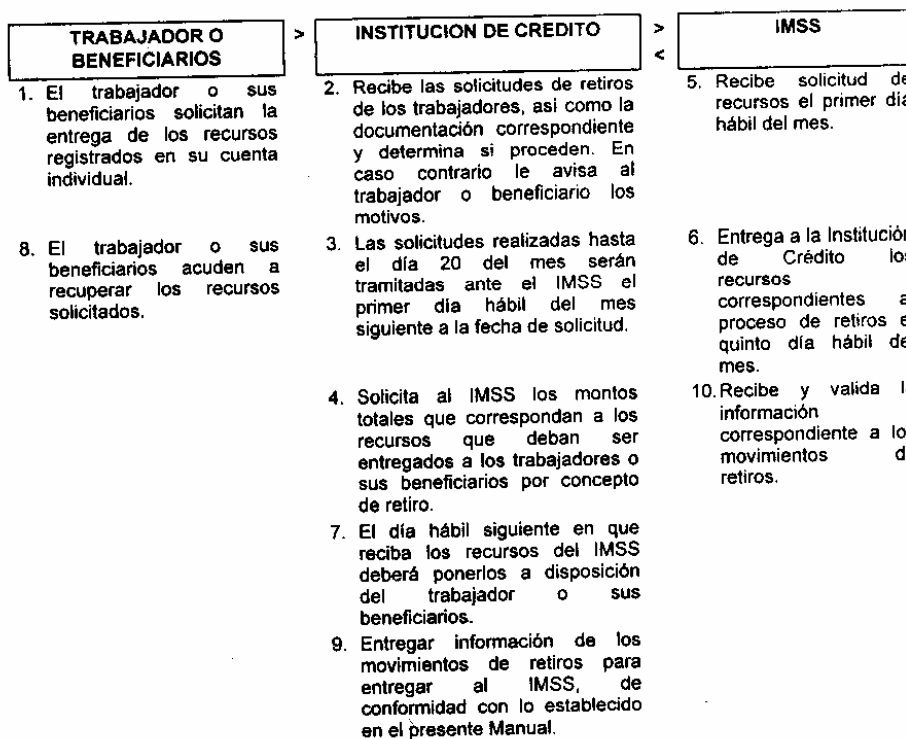 TRABAJADOR O
BENEFICIARIOS
1. El trabajador o sus
beneficiarios solicitan la
entrega de los recursos
registrados en su cuenta
individual.
8. El trabajador o sus
beneficiarios acuden a
recuperar los recursos
solicitados.
>
INSTITUCION DE CREDITO
2. Recibe las solicitudes de retiros
de los trabajadores, asi como la
documentación correspondiente
y determina si proceden. En
caso contrario le avisa al
trabajador o beneficiario los
motivos.
3. Las solicitudes realizadas hasta
el día 20 del mes serán
tramitadas ante el IMSS el
primer día hábil del mes
siguiente a la fecha de solicitud.
4. Solicita al IMSS los montos
totales que correspondan a los
recursos que deban ser
entregados a los trabajadores o
sus beneficiarios por concepto
de retiro.
7. El día hábil siguiente en que
reciba los recursos del IMSS
deberá ponerlos a disposición
del trabajador o sus
beneficiarios.
9. Entregar información de los
movimientos de retiros para
entregar al IMSS, de
conformidad con lo establecido
en el presente Manual.
>
<
IMSS
5. Recibe solicitud de
recursos el primer día
hábil del mes.
6. Entrega a la Institución
de Crédito los
recursos
correspondientes
proceso de retiros
quinto día hábil de
mes.
10. Recibe y valida
información
correspondiente a
movimientos
retiros.